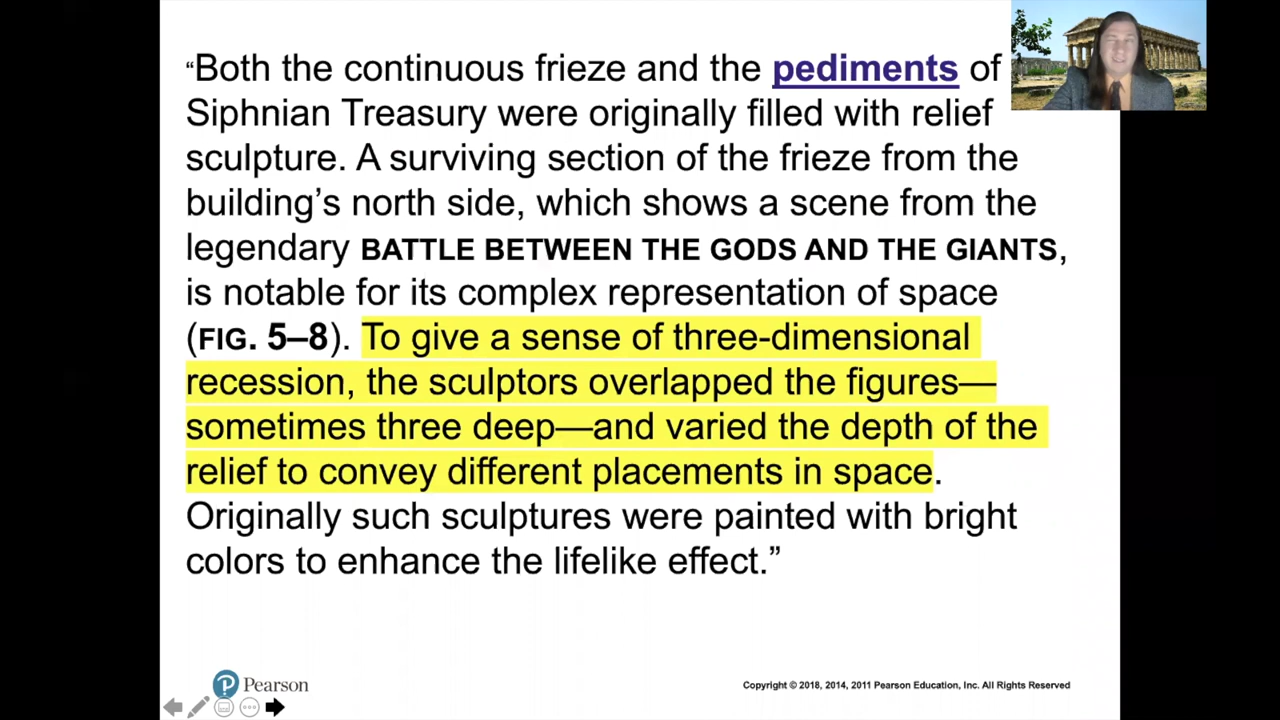 “Both the continuous frieze and the pediments of
Siphnian Treasury were originally filled with relief
sculpture. A surviving section of the frieze from the
building’s north side, which shows a scene from the
legendary BATTLE BETWEEN THE GODS AND THE GIANTS,
is notable for its complex representation of space
(FIG. 5–8). To give a sense of three-dimensional
recession, the sculptors overlapped the figures—
sometimes three deep—and varied the depth of the
relief to convey different placements in space.
Originally such sculptures were painted with bright
colors to enhance the lifelike effect.”
P Pearson
Copyright © 2018, 2014, 2011 Pearson Education, Inc. All Rights Reserved